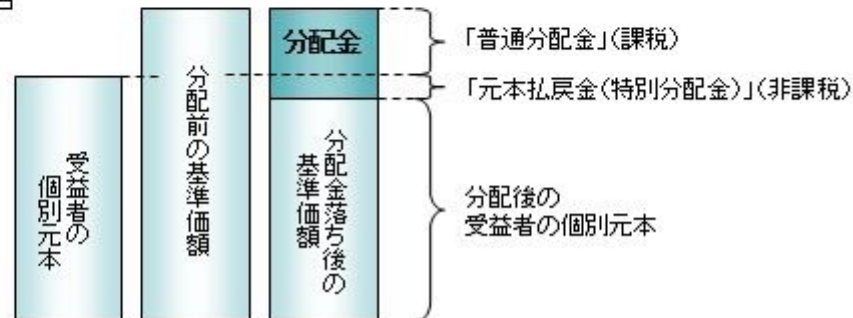 分配金
「普通分配金」(課税)
「元本払戻金(特別分配金)」(非課税)
受益者の
個別元本
分配前の基準価額
分配金落ち後の
基準価額
分配後の
受益者の個別元本